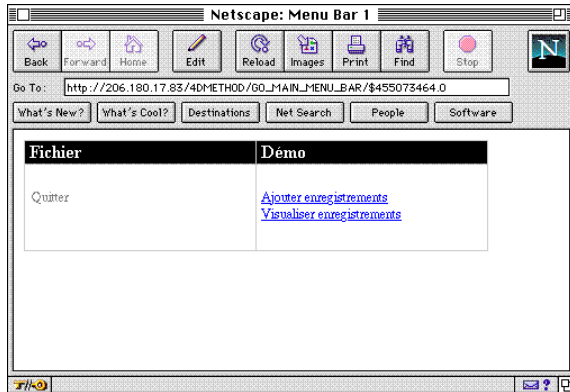 Netscape: Menu Bar 1
Back Forward Home Edit Reload Images Print Find Stop
N
Go To: http://206.180.17.83/4DMETHOD/GO_MAIN_MENU_BAR/$455073464.0
What's New? What's Cool? Destinations Net Search People Software
Fichier Démo
Quitter Ajouter enregistrements
Visualiser enregistrements